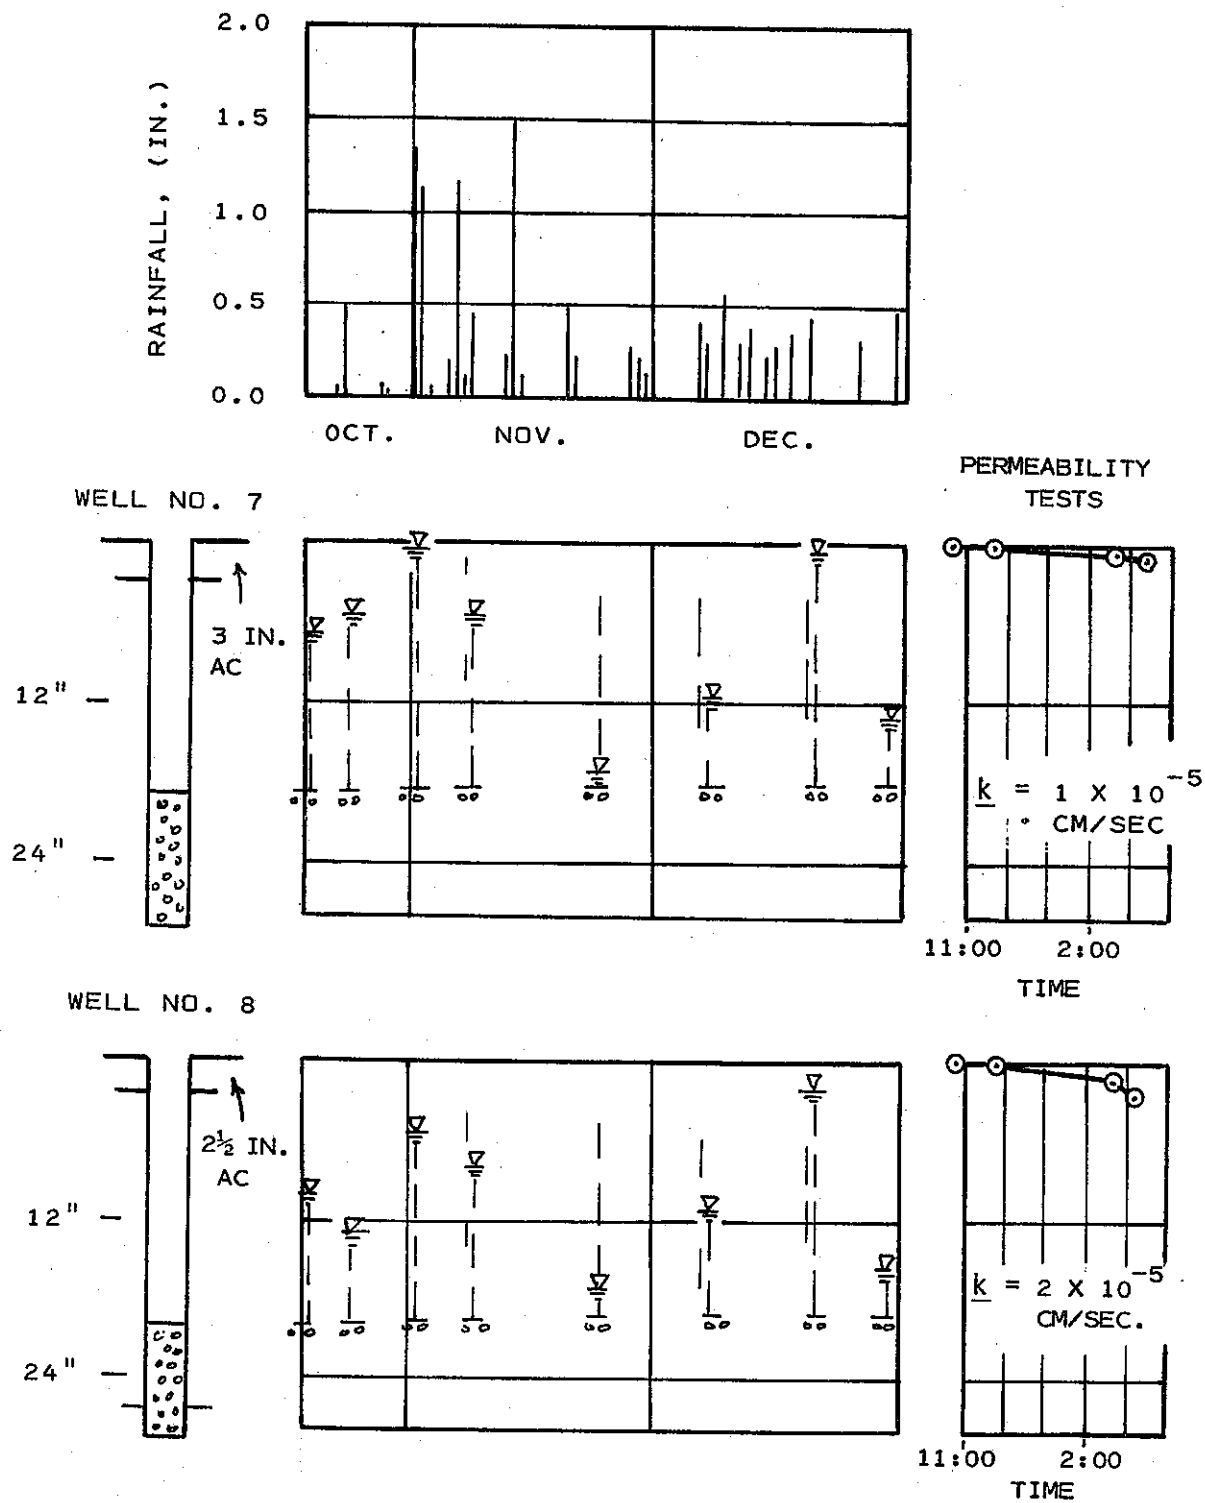 2.0
1.5
1.0
0.5
0.0
RAINFALL, (IN.)
OCT.
NOV.
DEC.
PERMEABILITY
TESTS
WELL NO. 7
3 IN.
AC
12"
24"
k = 1 X 10-5
CM/SEC
11:00
2:00
TIME
WELL NO. 8
2½ IN.
AC
12"
24"
k = 2 X 10-5
CM/SEC.
11:00
2:00
TIME